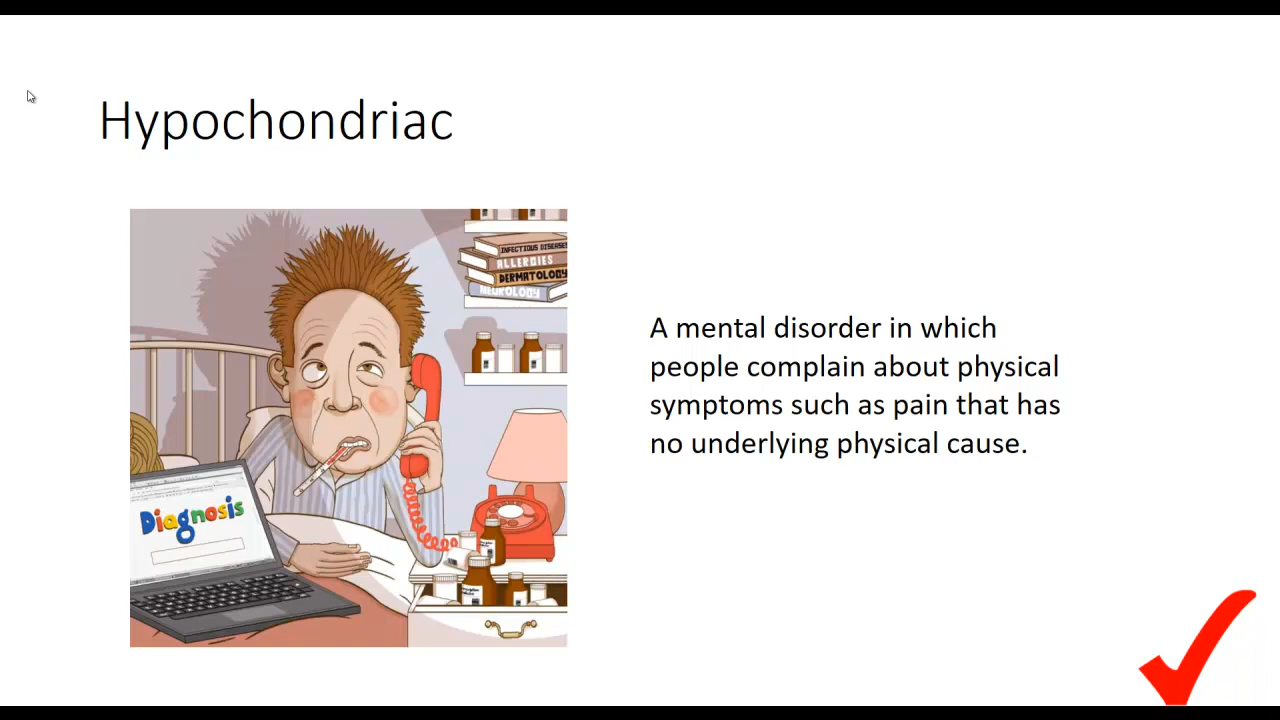 Hypochondriac
INFECTIOUS DISEASES
ALLERGIES
DERMATOLOGY
NEUROLOGY
A mental disorder in which
people complain about physical
symptoms such as pain that has
no underlying physical cause.
Diagnosis